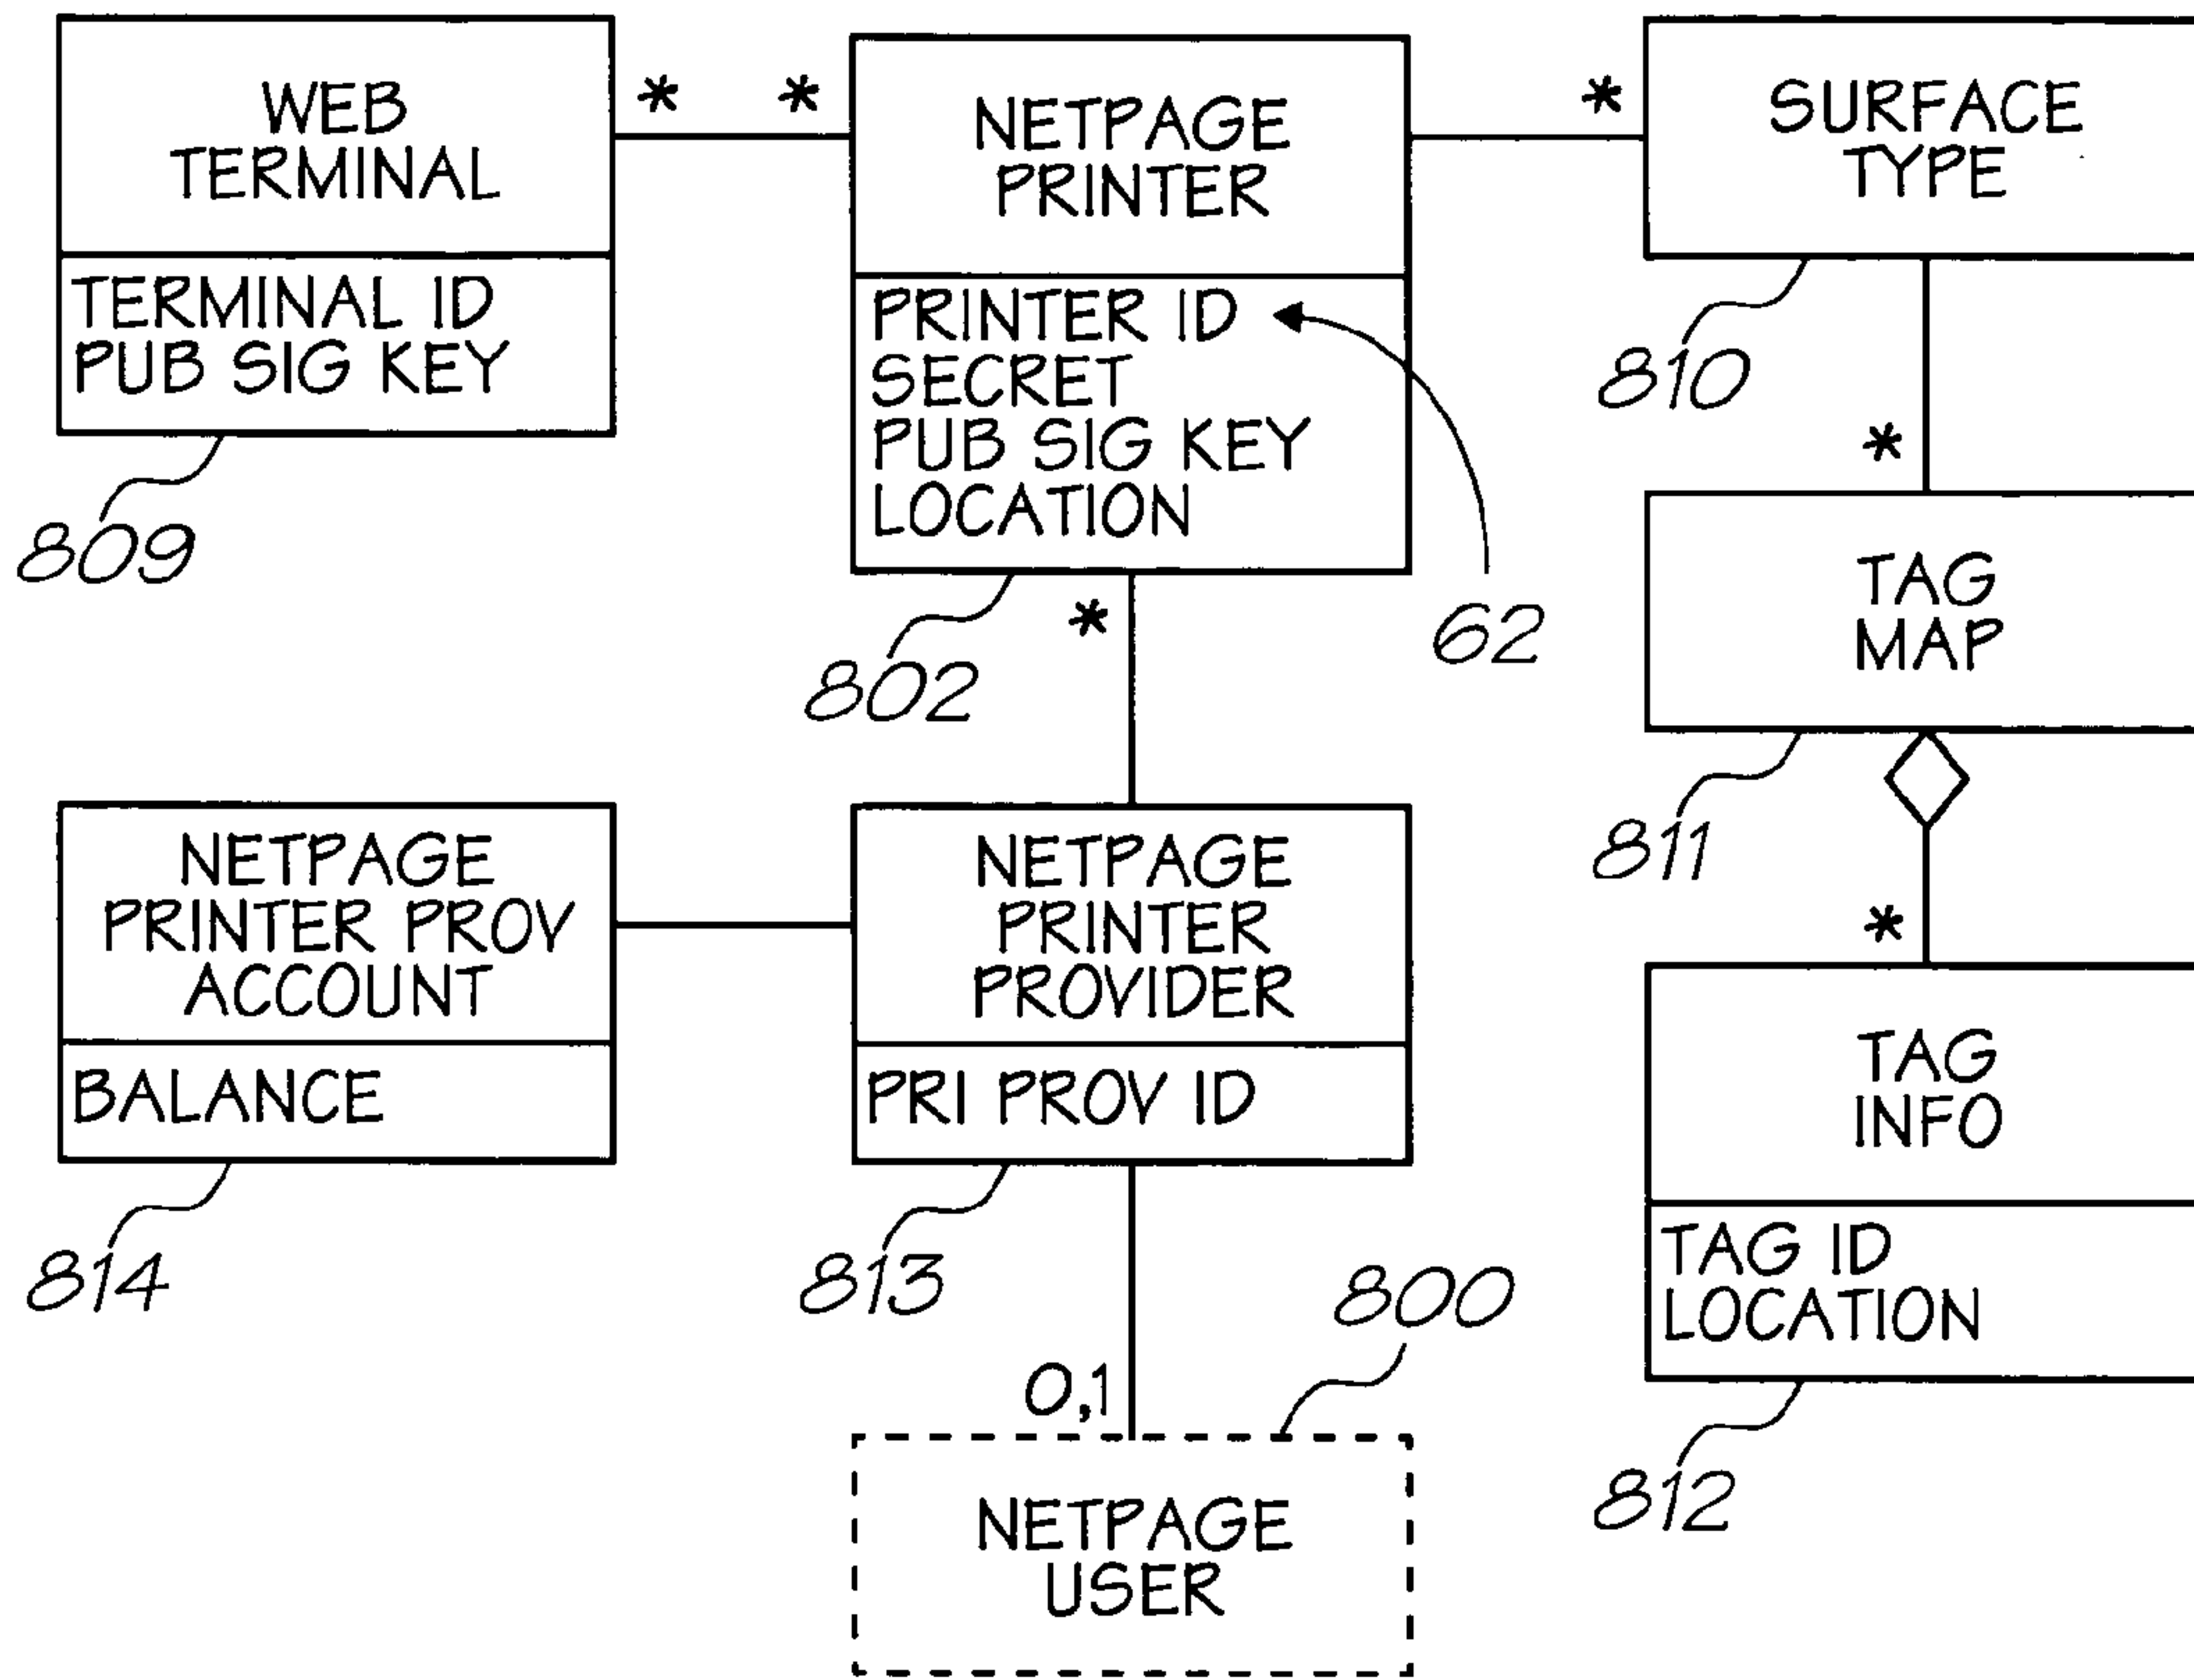 WEB
TERMINAL
TERMINAL ID
PUB SIG KEY
809
* *
NETPAGE
PRINTER
PRINTER ID
SECRET
PUB SIG KEY
LOCATION
802
62
*
*
SURFACE
TYPE
810
*
TAG
MAP
811
*
NETPAGE
PRINTER PROV
ACCOUNT
BALANCE
814
NETPAGE
PRINTER
PROVIDER
PRI PROV ID
813
TAG
INFO
TAG ID
LOCATION
812
800
0,1
NETPAGE
USER